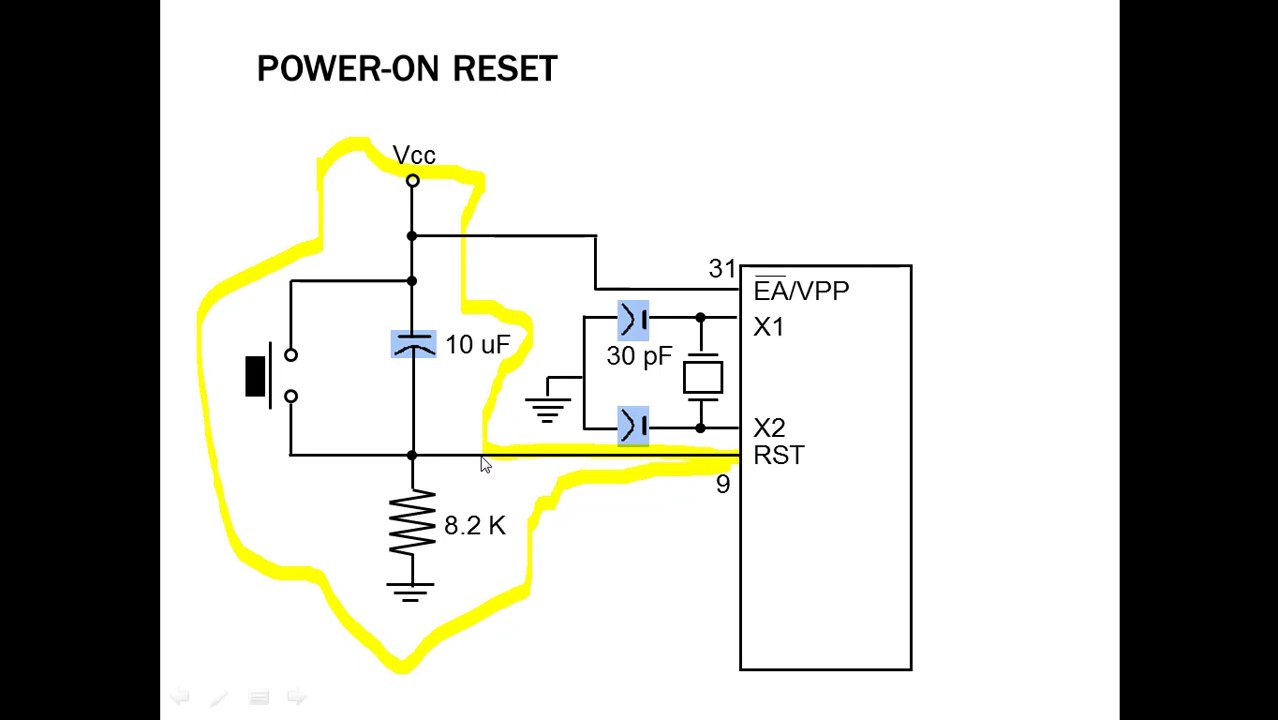 POWER-ON RESET
Vcc
31
EA/VPP
X1
10 uF
30 pF
X2
RST
9
8.2 K